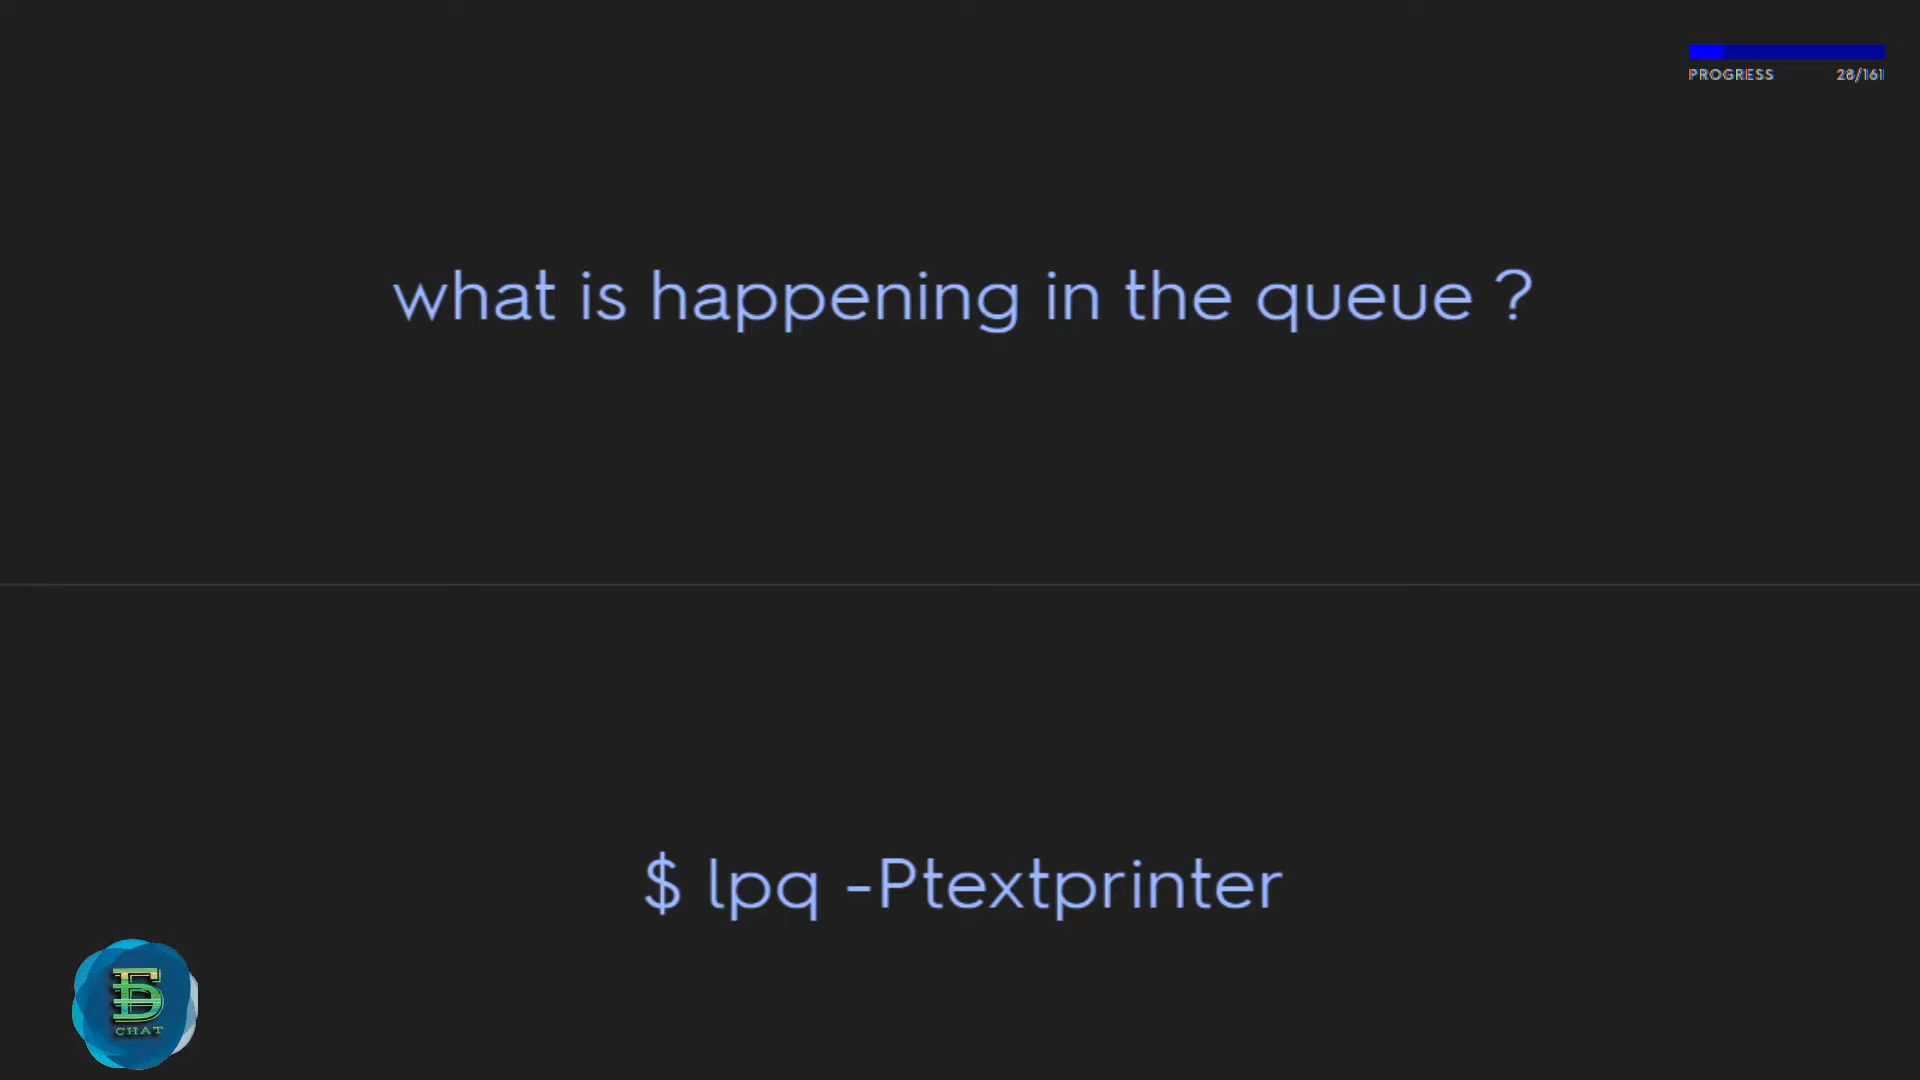 PROGRESS 28/161
what is happening in the queue ?
$ lpq -Ptextprinter
CHAT